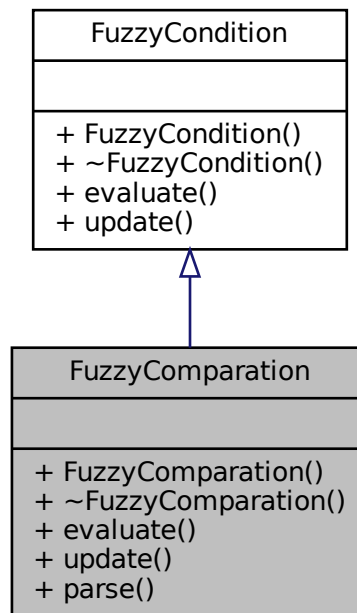 FuzzyCondition
+ FuzzyCondition()
+ ~FuzzyCondition()
+ evaluate()
+ update()
FuzzyComparation
+ FuzzyComparation()
+ ~FuzzyComparation()
+ evaluate()
+ update()
+ parse()